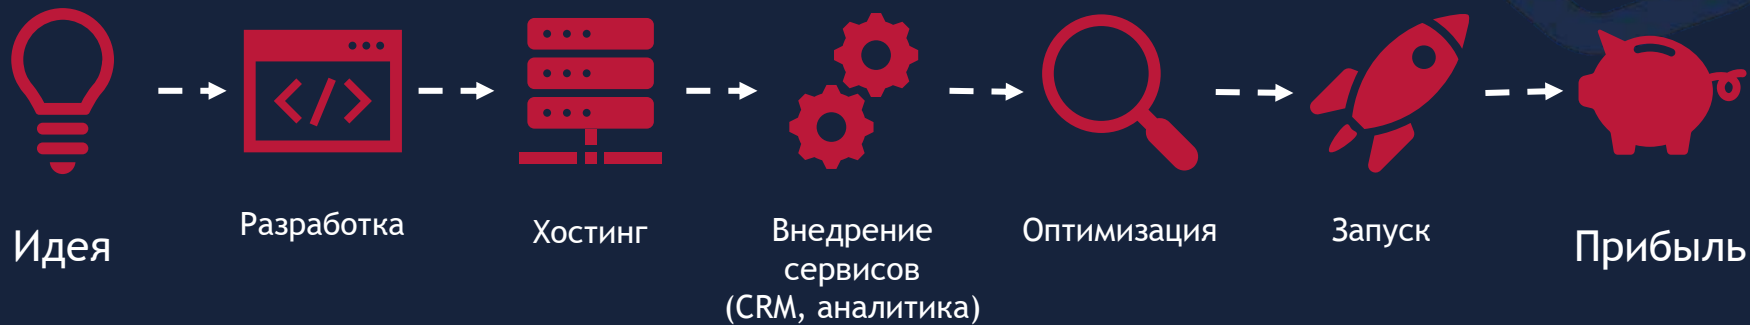 Идея
Разработка
Хостинг
Внедрение
сервисов
(CRM, аналитика)
Оптимизация
Запуск
Прибыль